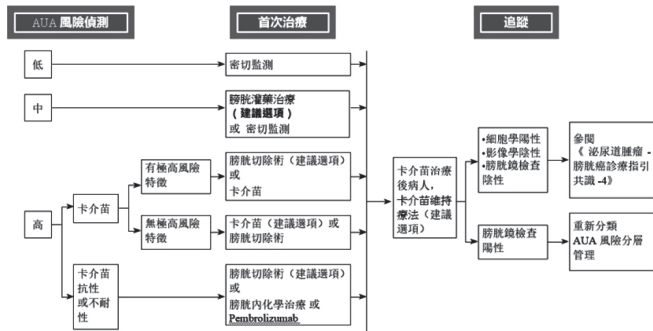 AUA 風險偵測
首次治療
追蹤
低
密切監測
中
膀胱灌藥治療
(建議選項)
或 密切監測
高
卡介苗
有極高風險
特徵
膀胱切除術（建議選項）
或
卡介苗
無極高風險
特徵
卡介苗（建議選項）或
膀胱切除術
卡介苗
抗性
或不耐
性
膀胱切除術（建議選項）
或
膀胱內化學治療 或
Pembrolizumab
卡介苗治療
後病人，
卡介苗維持
療法（建議
選項）
•細胞學陽性
•影像學陰性
•膀胱鏡檢查
陰性
參閱
《 泌尿道腫瘤 -
膀胱癌診療指引
共識 -4》
膀胱鏡檢查
陽性
重新分類
AUA 風險分層
管理